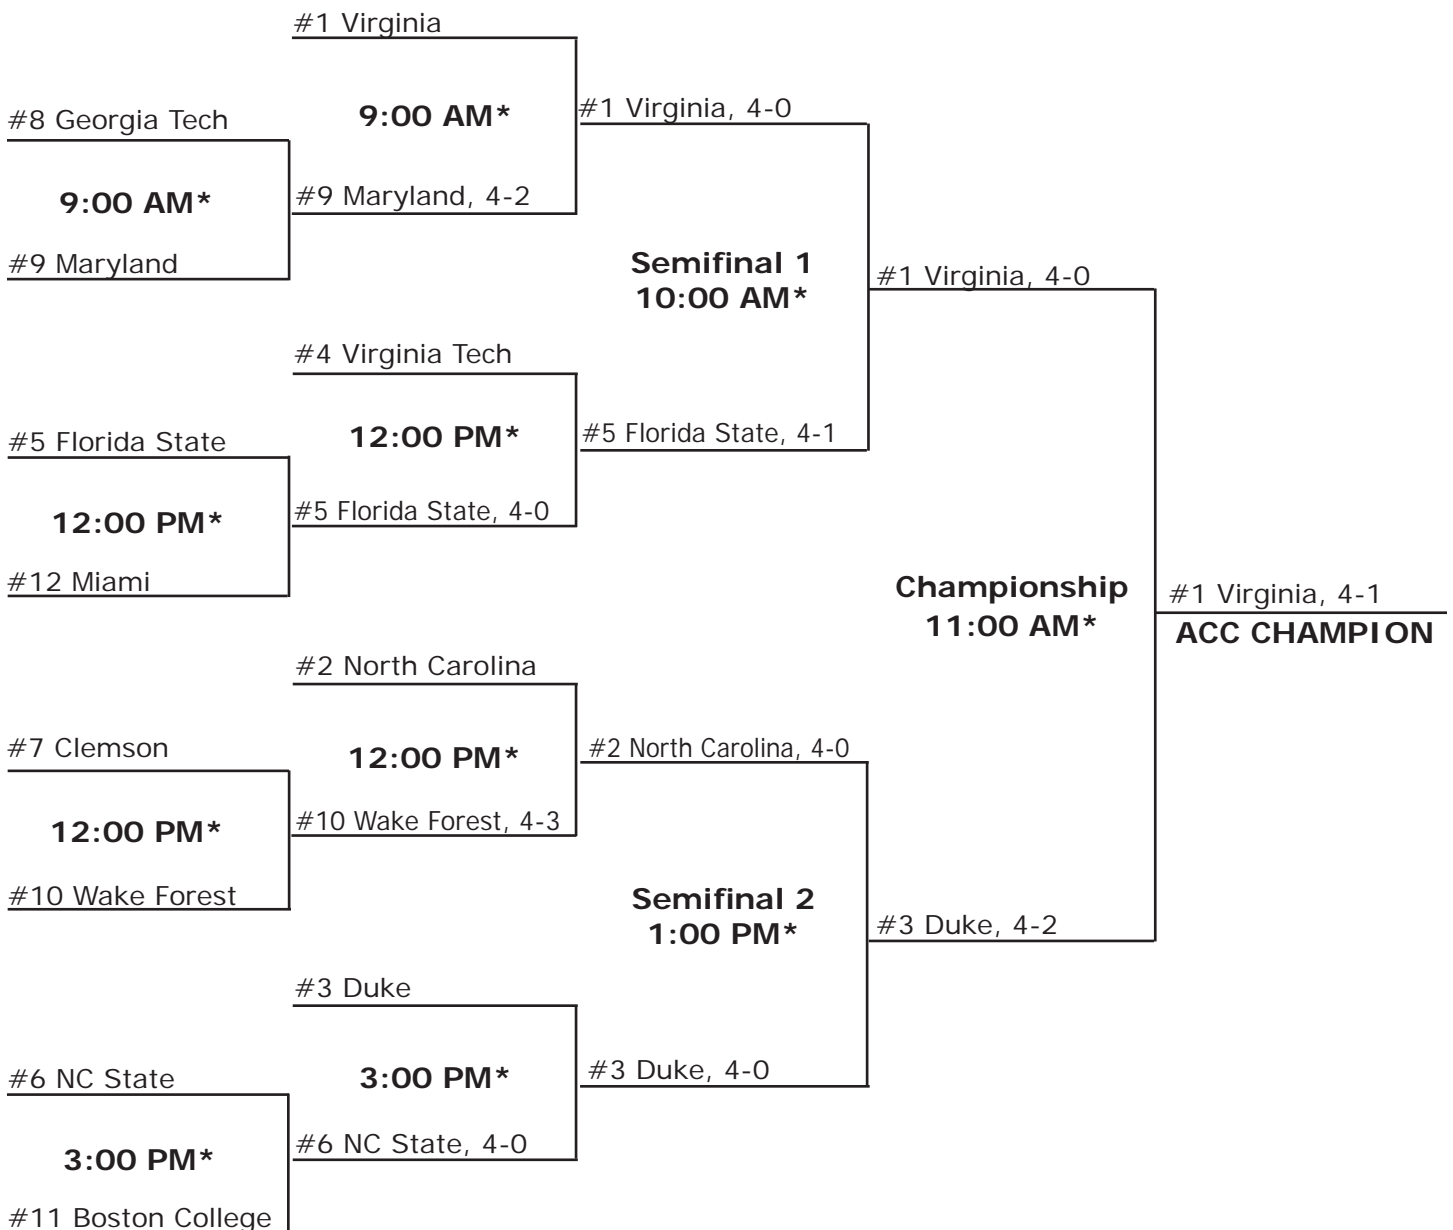 #1 Virginia
#8 Georgia Tech
9:00 AM*
#1 Virginia, 4-0
9:00 AM*
#9 Maryland, 4-2
#9 Maryland
Semifinal 1
10:00 AM*
#1 Virginia, 4-0
#4 Virginia Tech
#5 Florida State
12:00 PM*
#5 Florida State, 4-1
12:00 PM*
#5 Florida State, 4-0
#12 Miami
Championship
11:00 AM*
#1 Virginia, 4-1
ACC CHAMPION
#2 North Carolina
#7 Clemson
12:00 PM*
#2 North Carolina, 4-0
12:00 PM*
#10 Wake Forest, 4-3
#10 Wake Forest
Semifinal 2
1:00 PM*
#3 Duke, 4-2
#3 Duke
#6 NC State
3:00 PM*
#3 Duke, 4-0
3:00 PM*
#6 NC State, 4-0
#11 Boston College